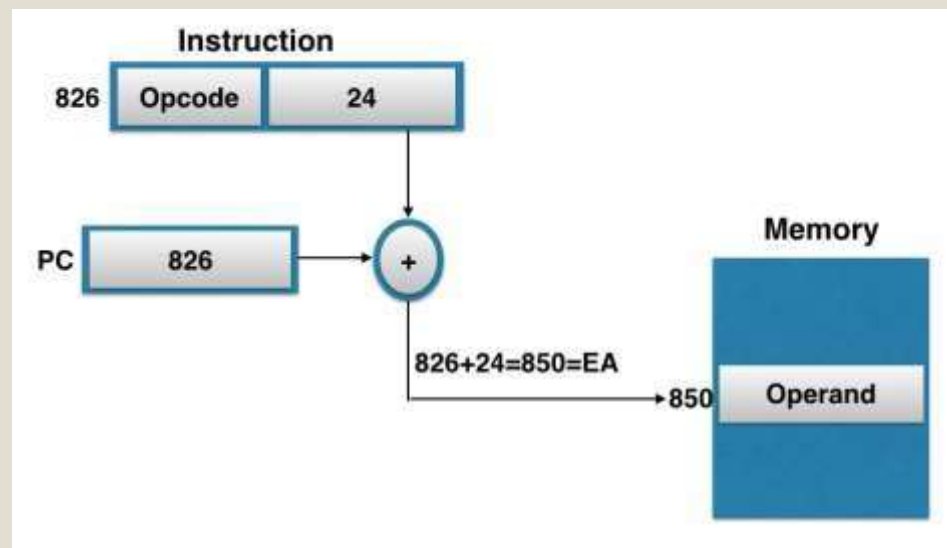 Instruction
826 Opcode 24
PC 826 +
Memory
826+24=850=EA
850 Operand